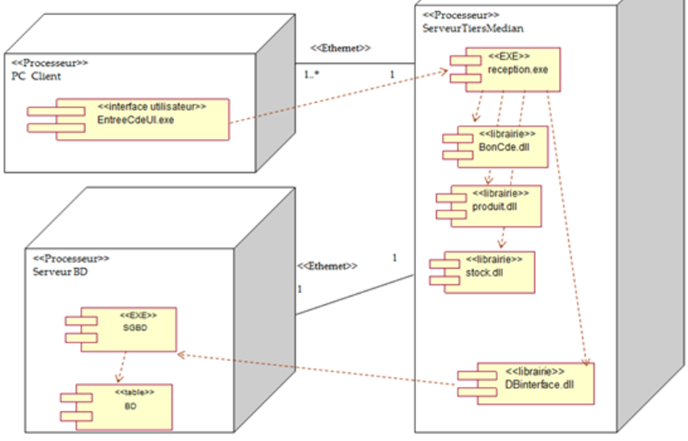 <<Processeur>>
PC Client
<<interface utilisateur>>
EntreeCdeUI.exe
<<Ethernet>>
1..*
1
<<Processeur>>
ServeurTiersMedian
<<EXE>>
reception.exe
<<librairie>>
BonCde.dll
<<librairie>>
produit.dll
<<librairie>>
stock.dll
<<librairie>>
DBinterface.dll
<<Processeur>>
Serveur BD
<<Ethernet>>
1
1
<<EXE>>
SGBD
<<table>>
BD